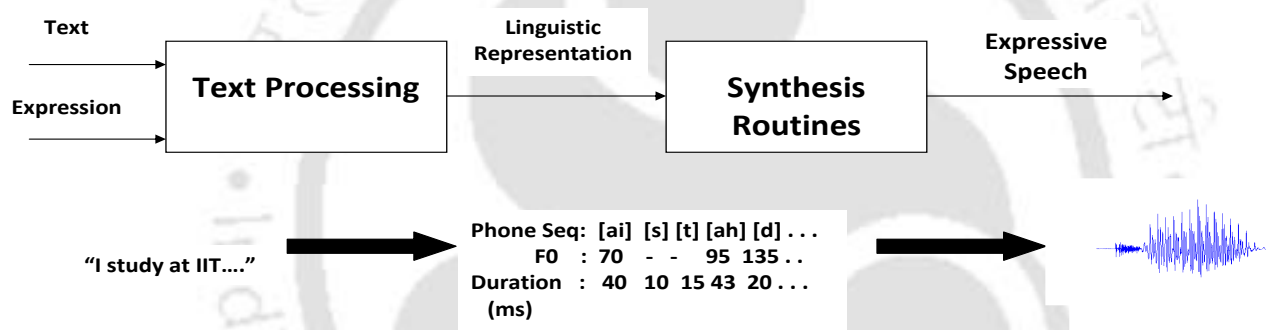 Text
Expression
Text Processing
Linguistic
Representation
Synthesis
Routines
Expressive
Speech
“I study at IIT....”
Phone Seq: [ai] [s] [t] [ah] [d] . . .
F0 : 70 - - 95 135 . .
Duration : 40 10 15 43 20 . . .
(ms)